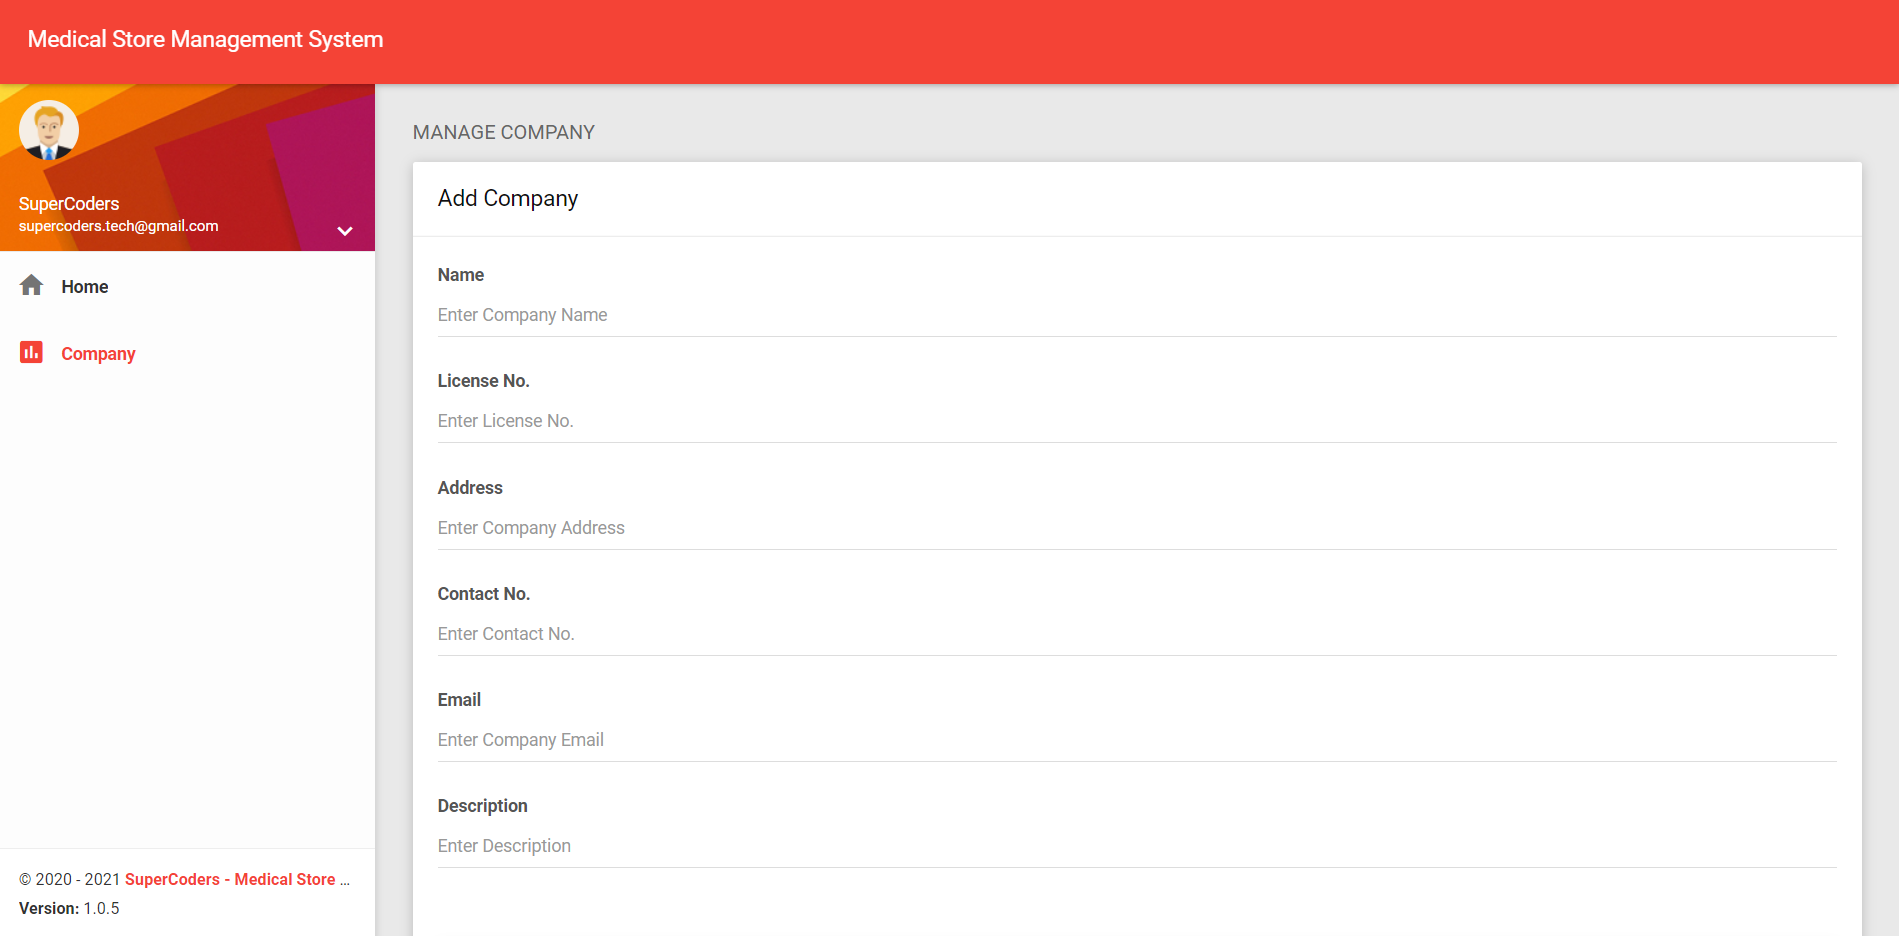 Medical Store Management System
SuperCoders
supercoders.tech@gmail.com
Home
Company
© 2020 - 2021 SuperCoders - Medical Store ...
Version: 1.0.5
MANAGE COMPANY
Add Company
Name
Enter Company Name
License No.
Enter License No.
Address
Enter Company Address
Contact No.
Enter Contact No.
Email
Enter Company Email
Description
Enter Description